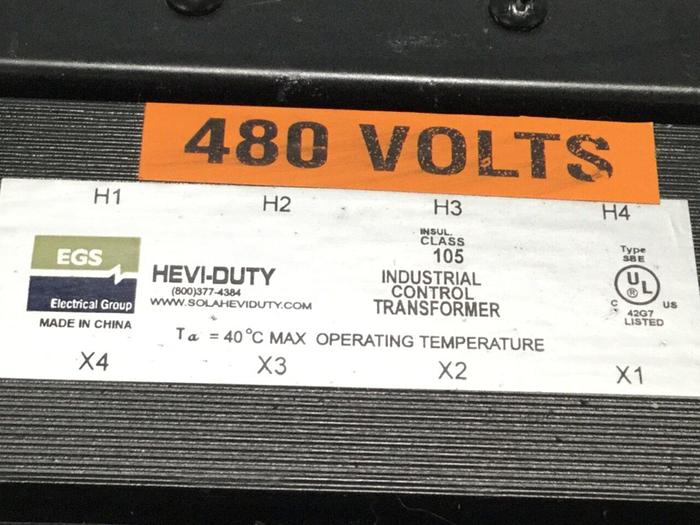 480 VOLTS
H1 H2 H3 H4
EGS
Electrical Group
MADE IN CHINA
HEVI-DUTY
(800)377-4384
WWW.SOLAHEVIDUTY.COM
INSUL.
CLASS
105
INDUSTRIAL
CONTROL
TRANSFORMER
Type
SBE
UL
®
C US
42G7
LISTED
Ta = 40°C MAX OPERATING TEMPERATURE
X4 X3 X2 X1